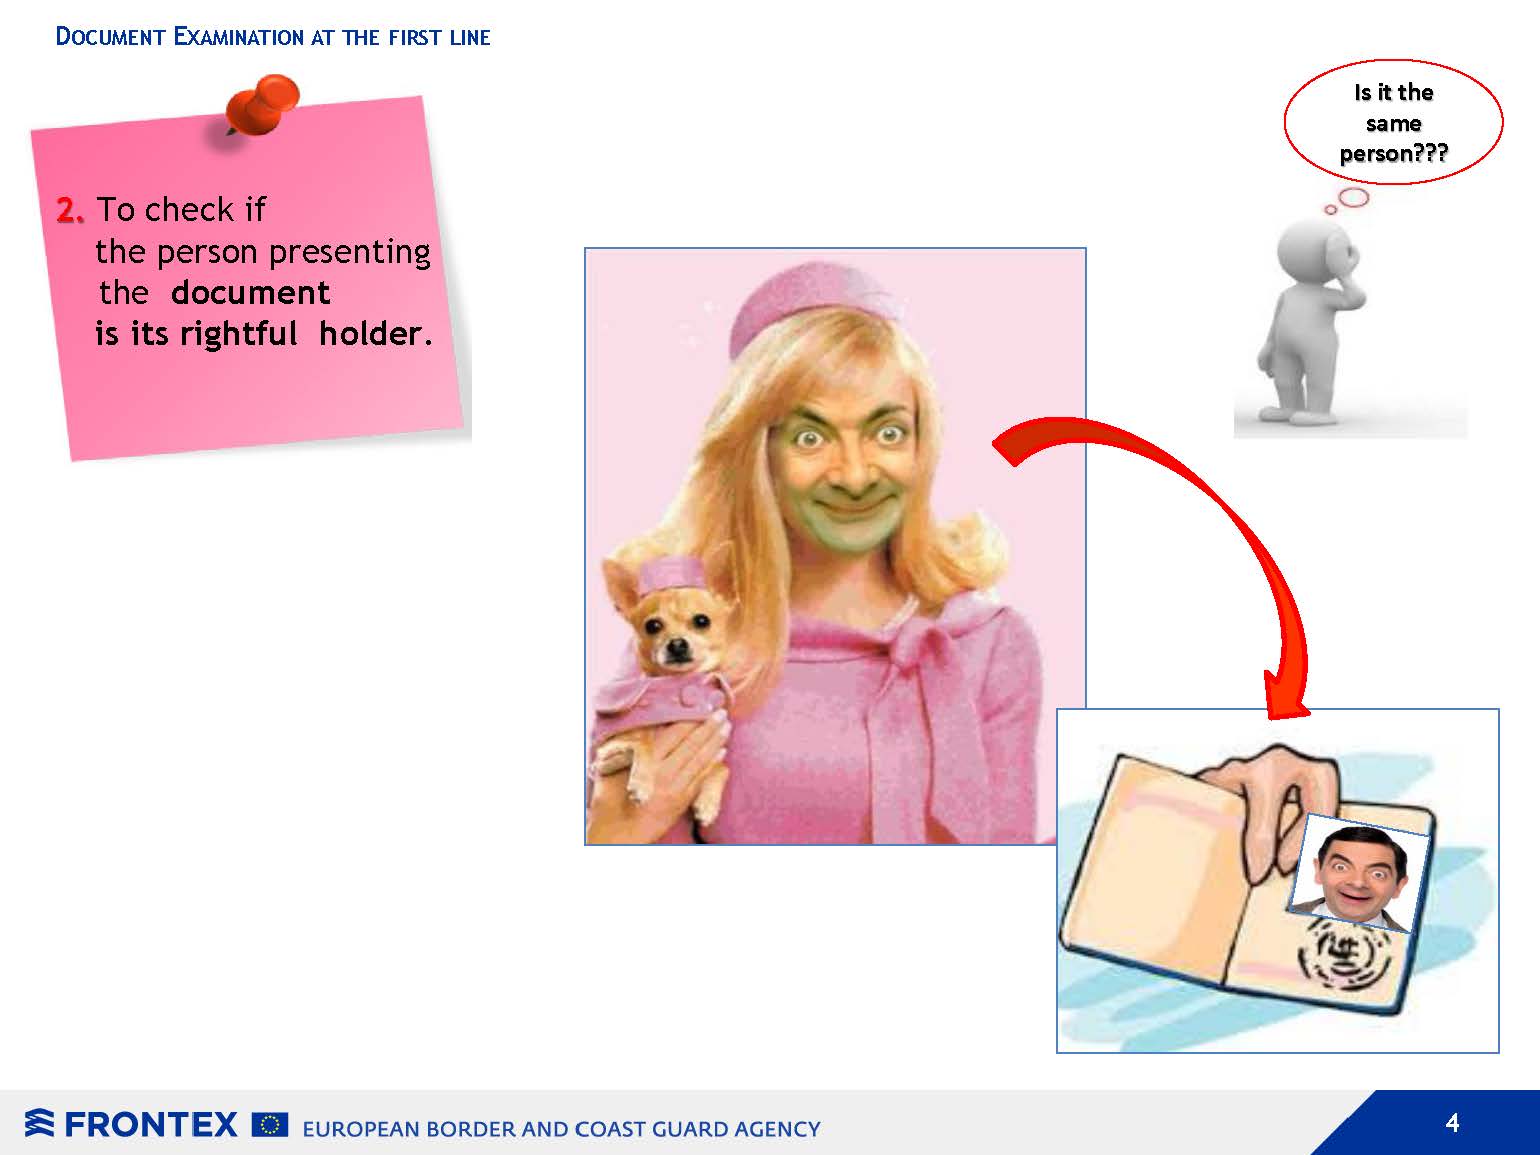 DOCUMENT EXAMINATION AT THE FIRST LINE
Is it the
same
person???
2. To check if
the person presenting
the document
is its rightful holder.
FRONTEX EUROPEAN BORDER AND COAST GUARD AGENCY
4